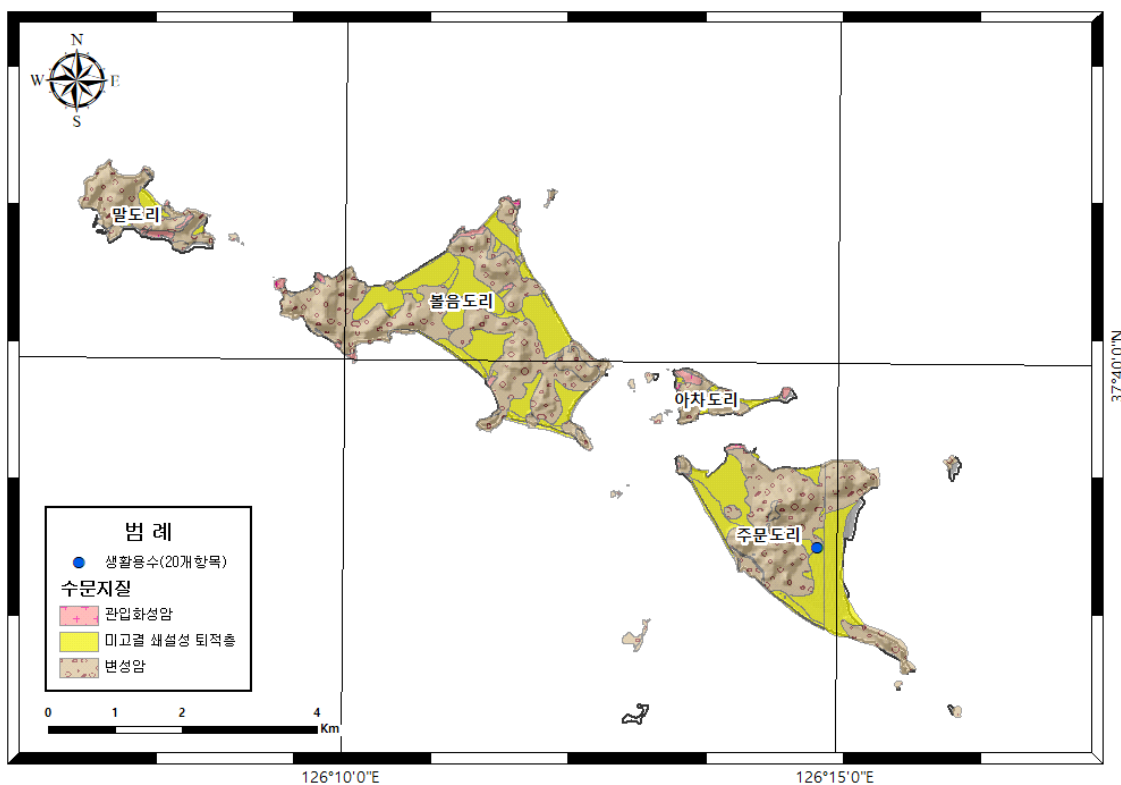 N
W E
S
말도리
볼음도리
아차도리
주문도리
37°40'0"N
범 례
생활용수(20개항목)
수문지질
관입화성암
미고결 쇄설성 퇴적층
변성암
0 1 2 4
Km
126°10'0"E 126°15'0"E